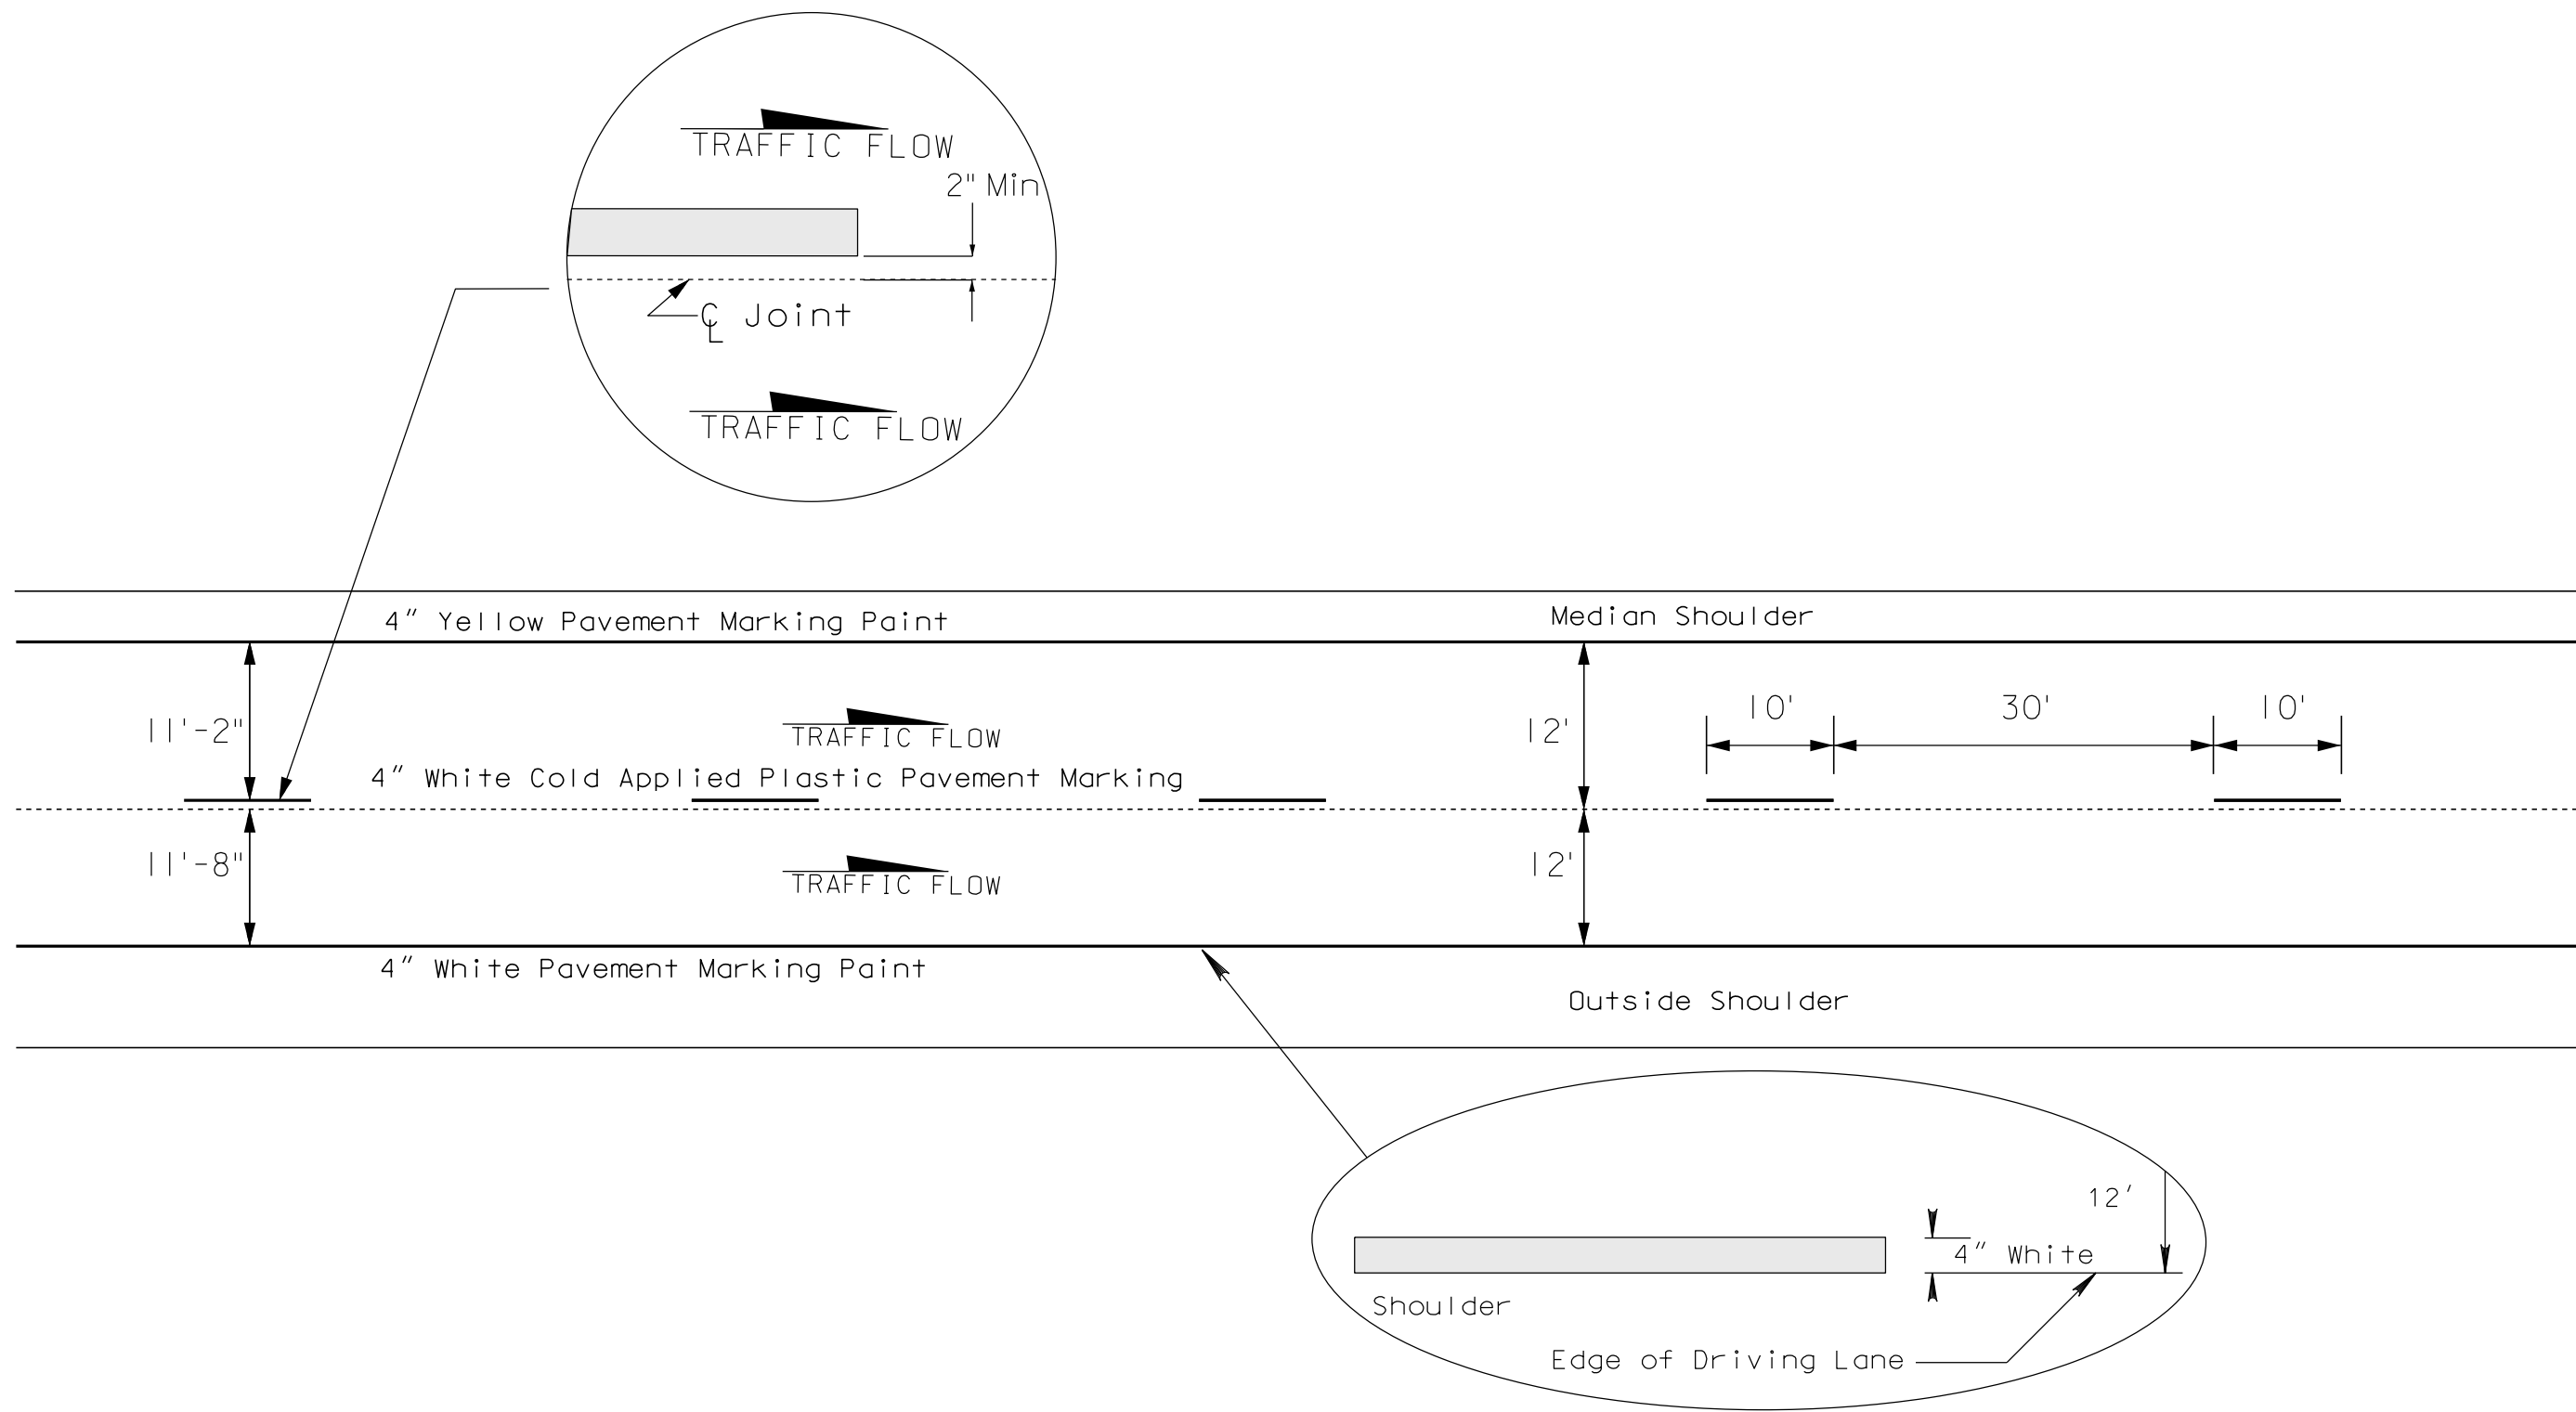 TRAFFIC FLOW
2" Min
℄ Joint
TRAFFIC FLOW
4" Yellow Pavement Marking Paint
Median Shoulder
11'-2"
TRAFFIC FLOW
12'
10'
30'
10'
4" White Cold Applied Plastic Pavement Marking
11'-8"
TRAFFIC FLOW
12'
4" White Pavement Marking Paint
Outside Shoulder
12'
4" White
Shoulder
Edge of Driving Lane